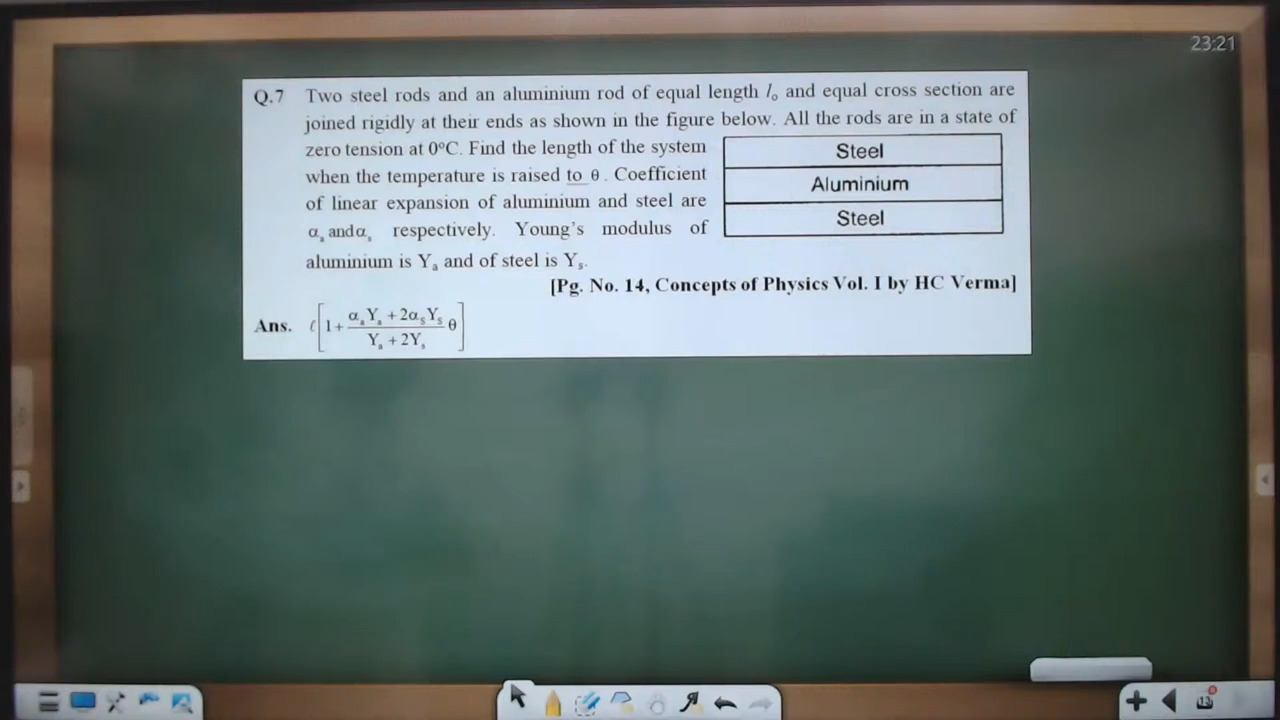 23:21
Q.7 Two steel rods and an aluminium rod of equal length lₒ and equal cross section are
joined rigidly at their ends as shown in the figure below. All the rods are in a state of
zero tension at 0°C. Find the length of the system
when the temperature is raised to θ. Coefficient
of linear expansion of aluminium and steel are
αₐ and αₛ respectively. Young's modulus of
aluminium is Yₐ and of steel is Yₛ.
Steel
Aluminium
Steel
[Pg. No. 14, Concepts of Physics Vol. I by HC Verma]
Ans. ℓ[1+ (αₐYₐ+2αₛYₛ)/(Yₐ+2Yₛ) θ]